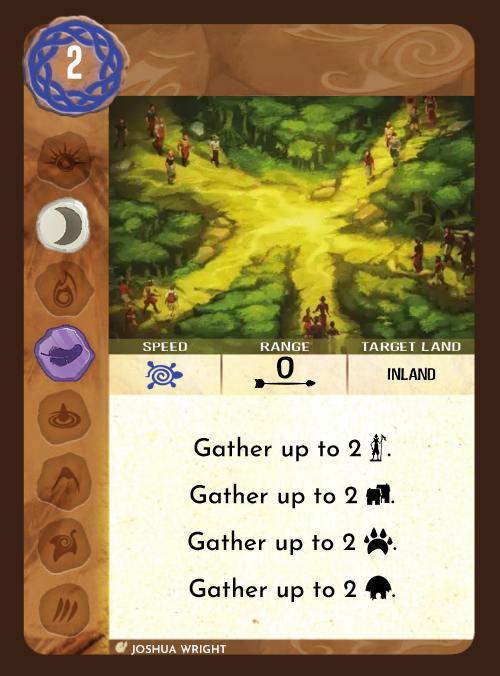 2
SPEED RANGE TARGET LAND
0 INLAND
Gather up to 2 .
Gather up to 2 .
Gather up to 2 .
Gather up to 2 .
JOSHUA WRIGHT